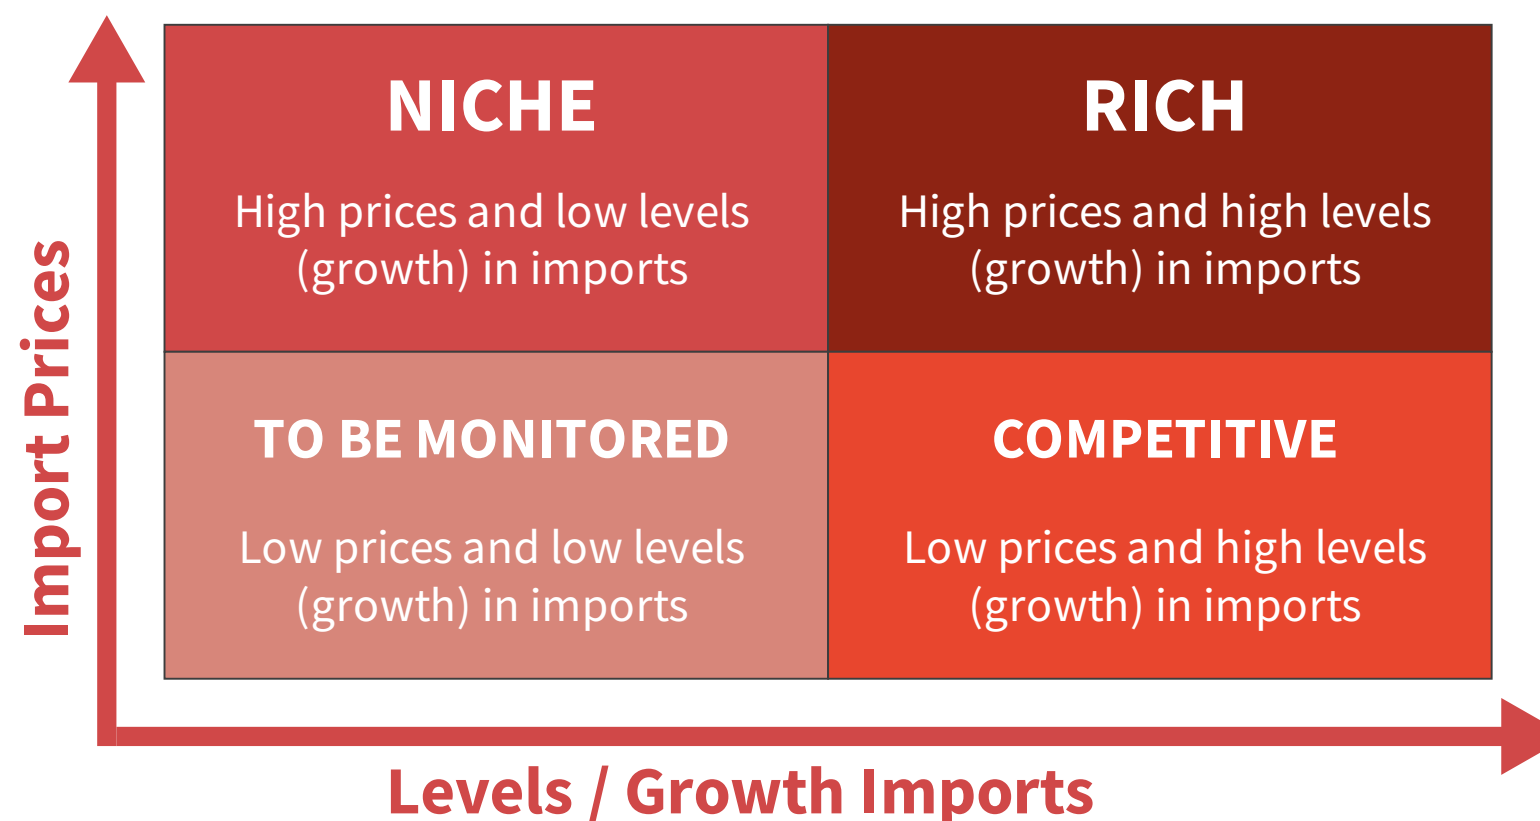 NICHE
High prices and low levels
(growth) in imports
RICH
High prices and high levels
(growth) in imports
TO BE MONITORED
Low prices and low levels
(growth) in imports
COMPETITIVE
Low prices and high levels
(growth) in imports
Import Prices
Levels / Growth Imports